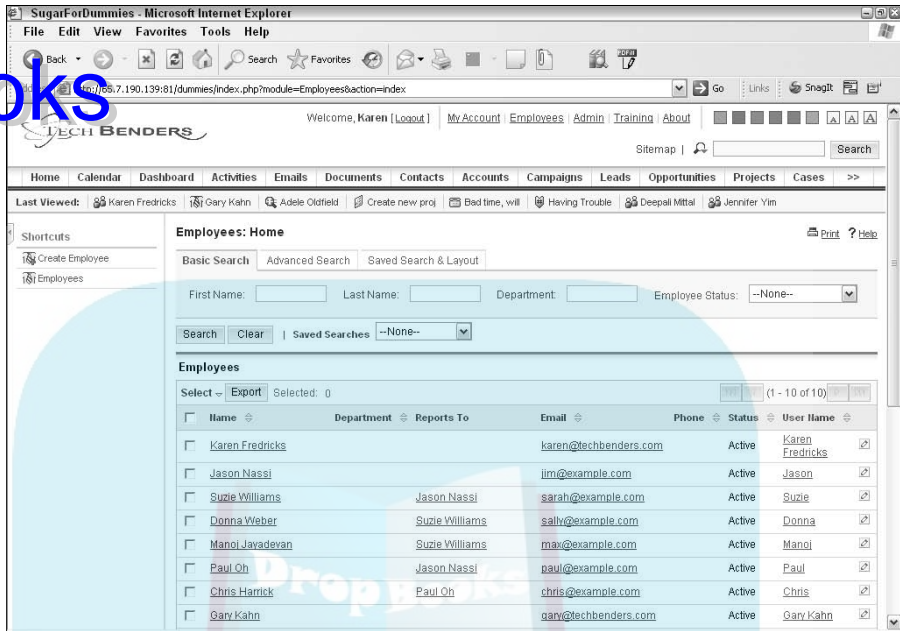 SugarForDummies - Microsoft Internet Explorer
File Edit View Favorites Tools Help
Back Search Favorites
http://65.7.190.139:81/dummies/index.php?module=Employees&action=index Go Links SnagIt
oks
TECH BENDERS
Welcome, Karen [ Logout ] My Account | Employees | Admin | Training | About A A A
Sitemap | Search
Home Calendar Dashboard Activities Emails Documents Contacts Accounts Campaigns Leads Opportunities Projects Cases >>
Last Viewed: Karen Fredricks Gary Kahn Adele Oldfield Create new proj Bad time, will Having Trouble Deepali Mittal Jennifer Yim
Shortcuts
Create Employee
Employees
Employees: Home Print ? Help
Basic Search Advanced Search Saved Search & Layout
First Name: Last Name: Department: Employee Status: --None--
Search Clear | Saved Searches --None--
Employees
Select Export Selected: 0 (1 - 10 of 10)
Name Department Reports To Email Phone Status User Name
Karen Fredricks karen@techbenders.com Active Karen Fredricks
Jason Nassi jim@example.com Active Jason
Suzie Williams Jason Nassi sarah@example.com Active Suzie
Donna Weber Suzie Williams sally@example.com Active Donna
Manoj Jayadevan Suzie Williams max@example.com Active Manoj
Paul Oh Jason Nassi paul@example.com Active Paul
Chris Harrick Paul Oh chris@example.com Active Chris
Gary Kahn gary@techbenders.com Active Gary Kahn
DropBooks